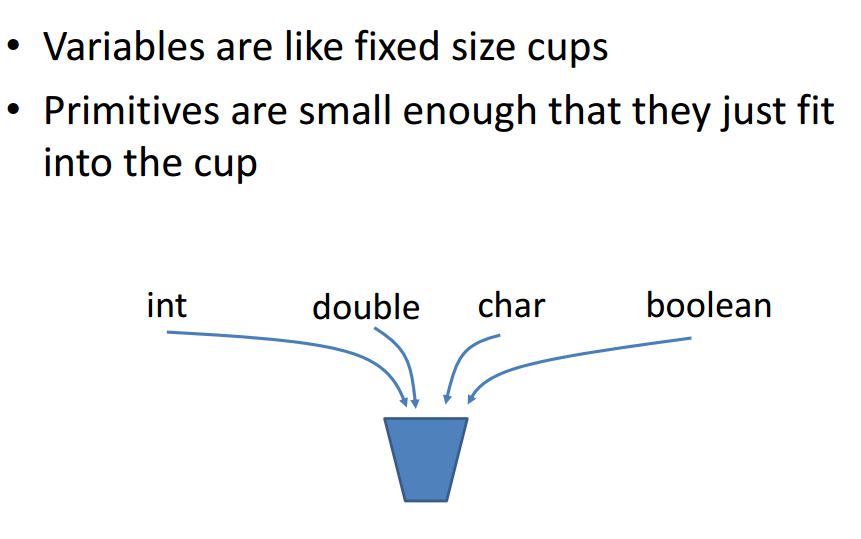 • Variables are like fixed size cups
• Primitives are small enough that they just fit
into the cup
int double char boolean